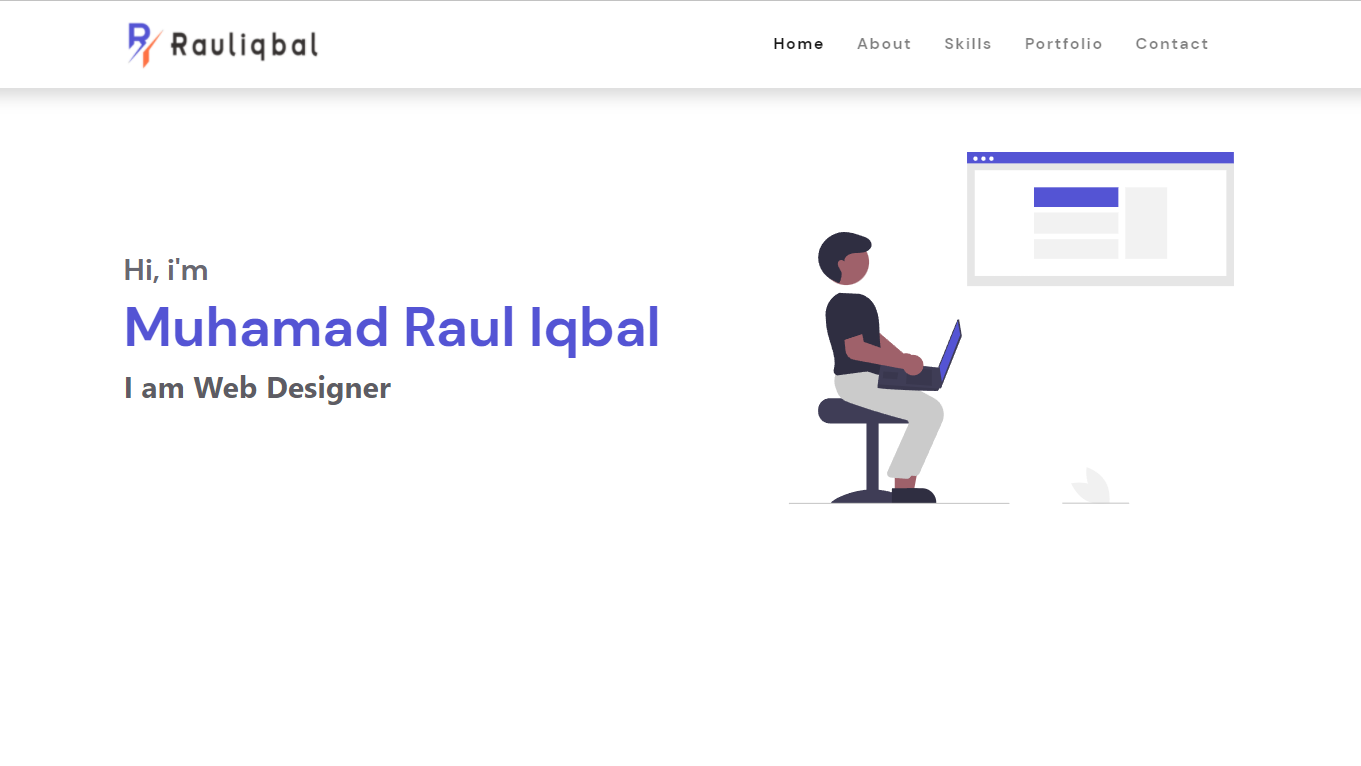 Rauliqbal
Home About Skills Portfolio Contact
Hi, i'm
Muhamad Raul Iqbal
I am Web Designer